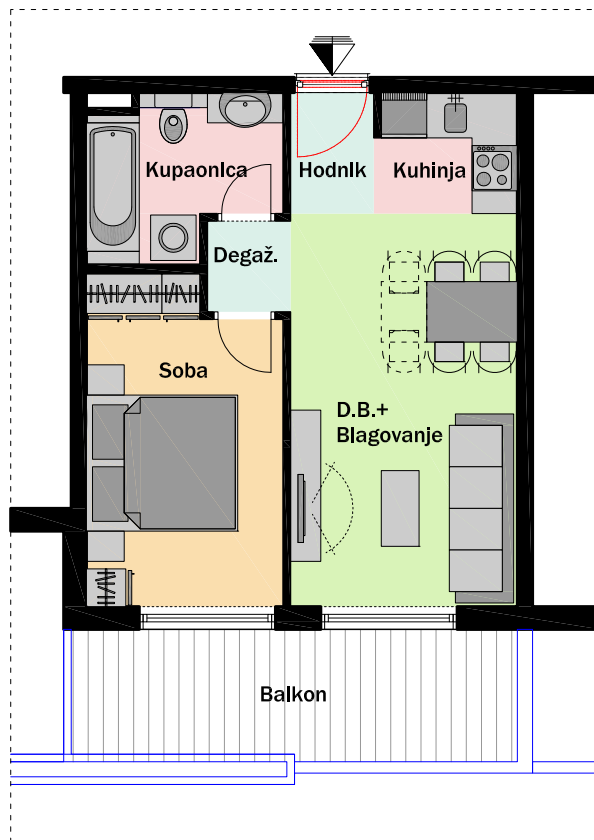 Kupaonica
Hodnik
Kuhinja
Degaž.
Soba
D.B.+
Blagovanje
Balkon